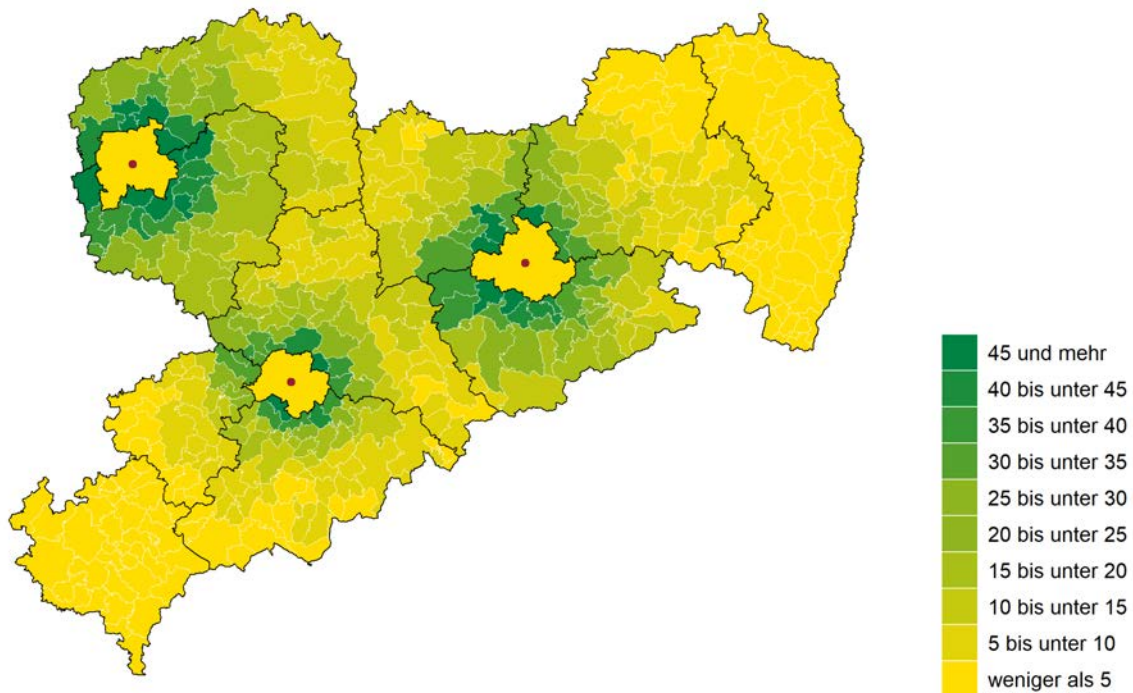 45 und mehr
40 bis unter 45
35 bis unter 40
30 bis unter 35
25 bis unter 30
20 bis unter 25
15 bis unter 20
10 bis unter 15
5 bis unter 10
weniger als 5